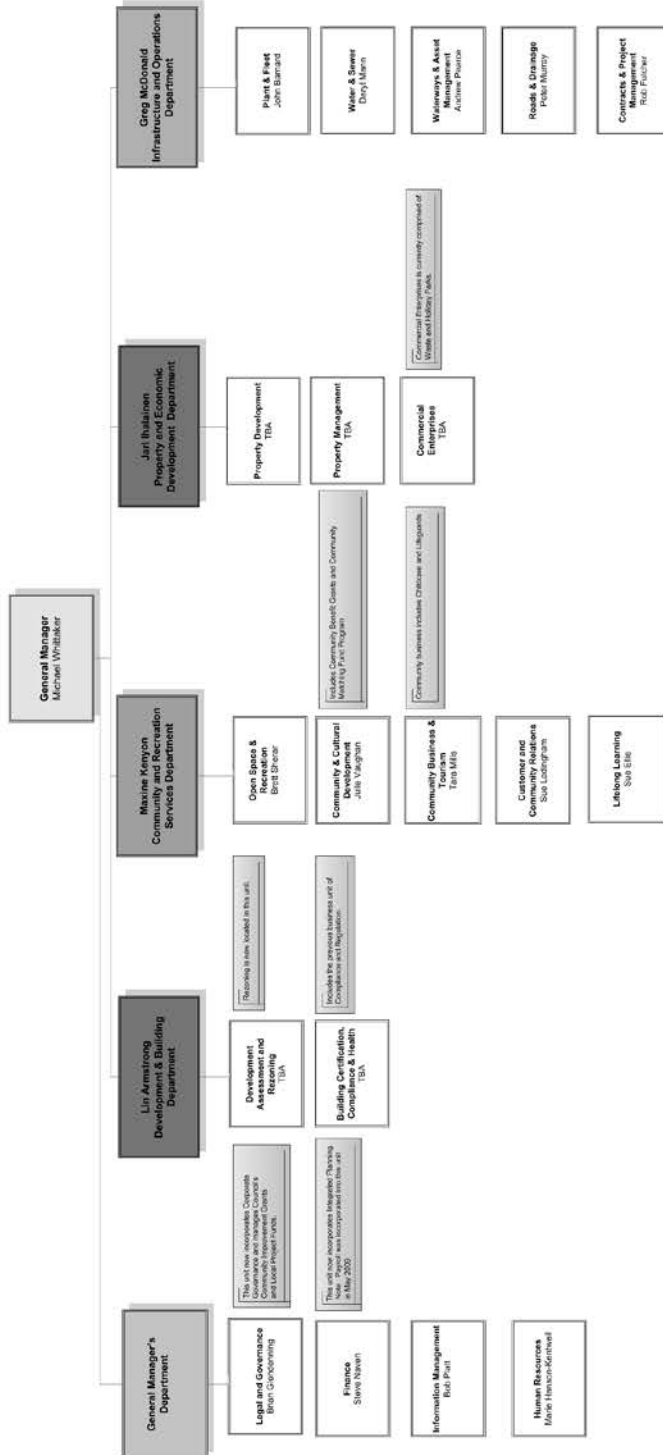 General Manager
Michael Whittaker
General Manager's
Department
Legal and Governance
Brian Glendenning
This unit now incorporates Corporate
Governance and manages Council's
Community Improvement Grants
and Local Project Funds.
Finance
Steve Naven
This unit now incorporates Integrated Planning
Note: Payroll was incorporated into this unit
in May 2009
Information Management
Bob Platt
Human Resources
Marie Hanson-Kentwell
Lin Armstrong
Development & Building
Department
Development
Assessment and
Rezoning
TBA
Rezoning is now located in this unit.
Building Certification,
Compliance & Health
TBA
Includes the previous business unit of
Compliance and Regulation.
Maxine Kenyon
Community and Recreation
Services Department
Open Space &
Recreation
Brett Sherar
Community & Cultural
Development
Julie Vaughan
Includes Community Benefit Grants and Community
Matching Fund Program
Community Business &
Tourism
Tara Mills
Community business includes Childcare and Lifeguards
Customer and
Community Relations
Sue Lodingham
Lifelong Learning
Sue Ellis
Jari Ihalainen
Property and Economic
Development Department
Property Development
TBA
Property Management
TBA
Commercial
Enterprises
TBA
Commercial Enterprises is currently comprised of
Waste and Holiday Parks.
Greg McDonald
Infrastructure and Operations
Department
Plant & Fleet
John Barnard
Water & Sewer
Daryl Mann
Waterways & Asset
Management
Andrew Pearce
Roads & Drainage
Peter Murray
Contracts & Project
Management
Rob Fulcher